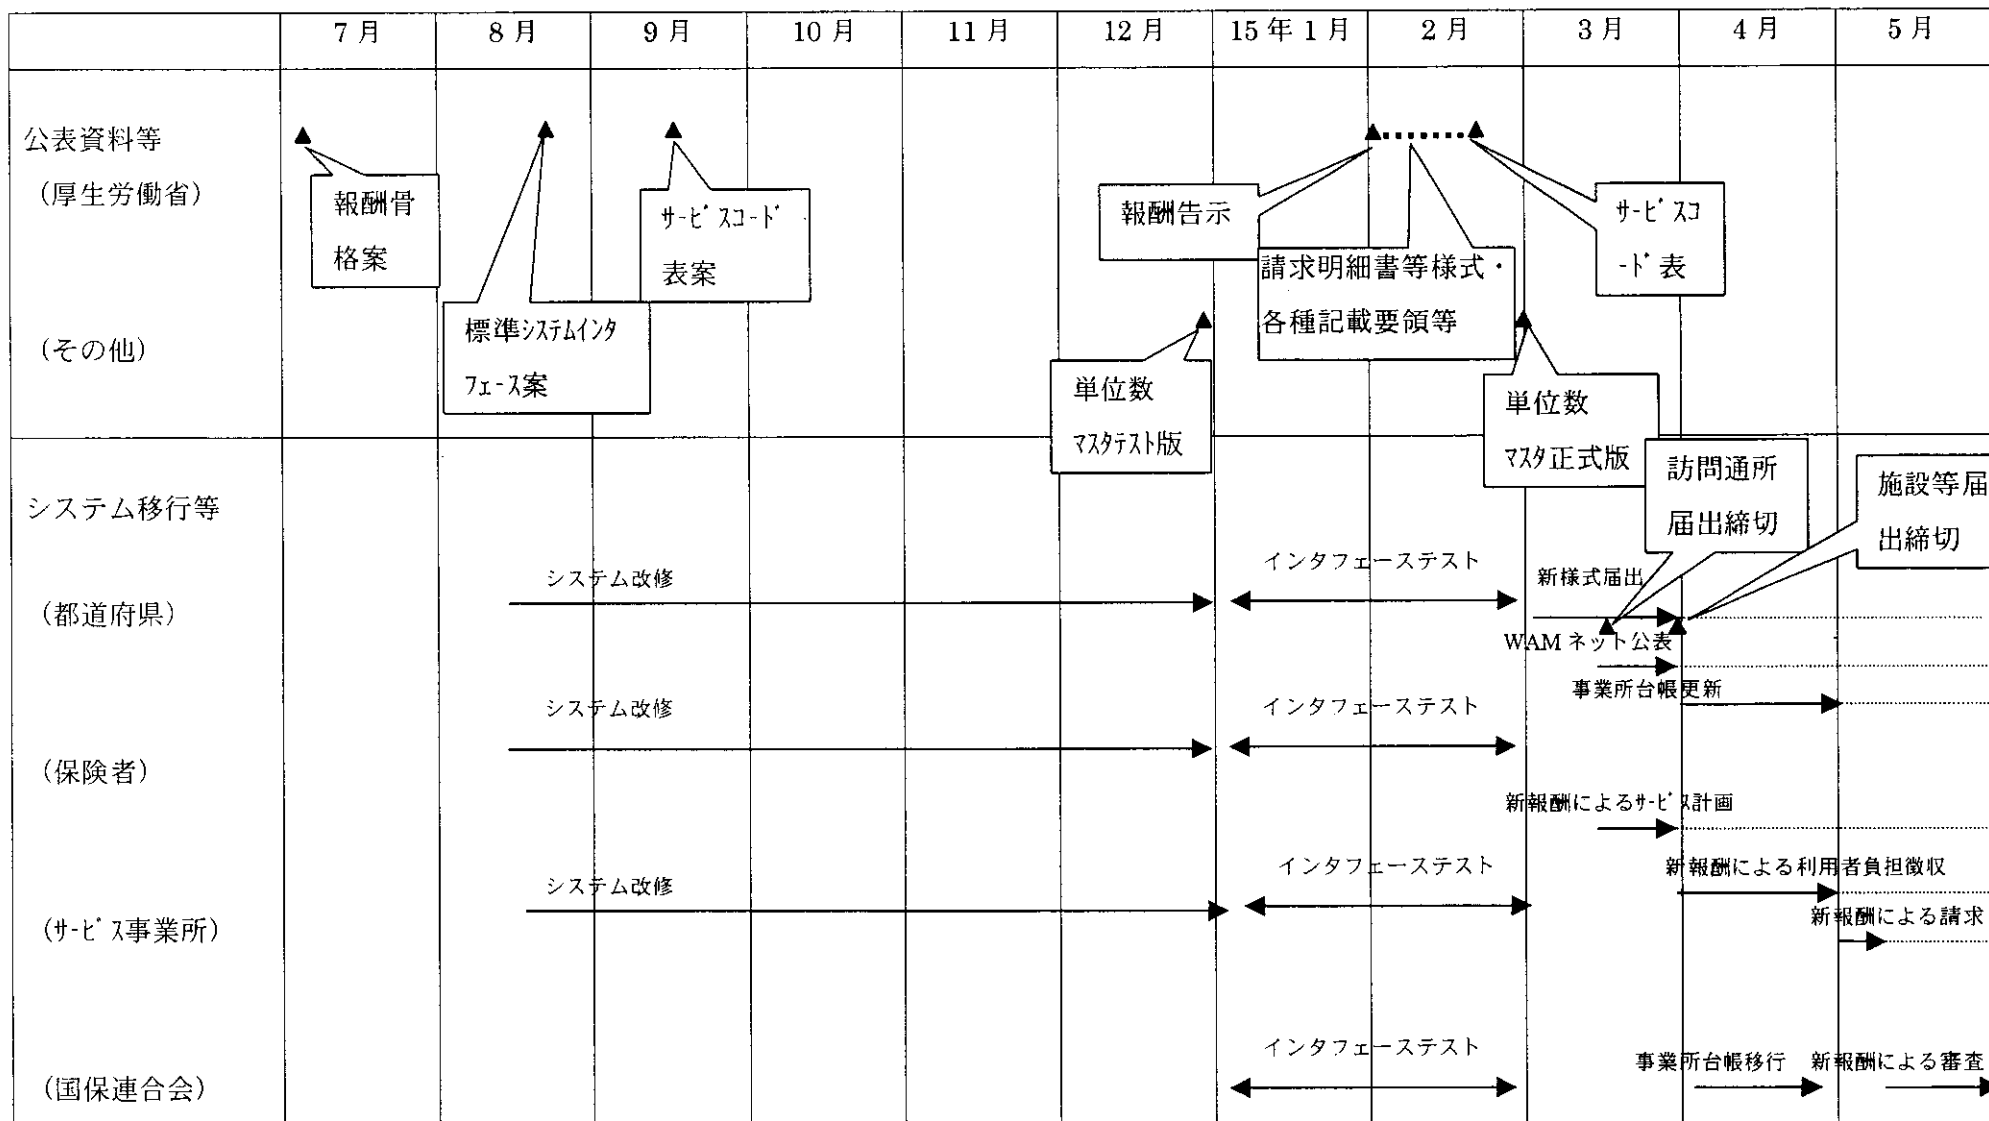 7月 8月 9月 10月 11月 12月 15年1月 2月 3月 4月 5月
公表資料等
(厚生労働省)
報酬骨
格案
サービスコード
表案
報酬告示
サービスコ
ード表
請求明細書等様式・
各種記載要領等
(その他)
標準システムインタ
フェース案
単位数
マスタテスト版
単位数
マスタ正式版
訪問通所
届出締切
施設等届
出締切
システム移行等
(都道府県)
システム改修
インタフェーステスト
新様式届出
WAMネット公表
事業所台帳更新
(保険者)
システム改修
インタフェーステスト
新報酬によるサービス計画
(サービス事業所)
システム改修
インタフェーステスト
新報酬による利用者負担徴収
新報酬による請求
(国保連合会)
インタフェーステスト
事業所台帳移行
新報酬による審査